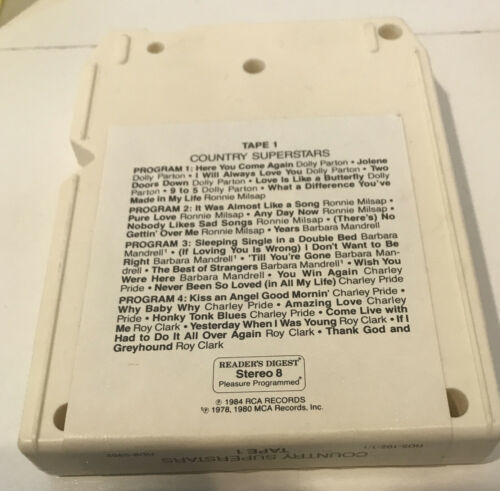 TAPE 1
COUNTRY SUPERSTARS
PROGRAM 1: Here You Come Again Dolly Parton • Jolene
Dolly Parton • I Will Always Love You Dolly Parton • Two
Doors Down Dolly Parton • Love Is Like a Butterfly Dolly
Parton • 9 to 5 Dolly Parton • What a Difference You've
Made in My Life Ronnie Milsap
PROGRAM 2: It Was Almost Like a Song Ronnie Milsap •
Pure Love Ronnie Milsap • Any Day Now Ronnie Milsap •
Nobody Likes Sad Songs Ronnie Milsap • (There's) No
Gettin' Over Me Ronnie Milsap • Years Barbara Mandrell
PROGRAM 3: Sleeping Single in a Double Bed Barbara
Mandrell¹ • (If Loving You Is Wrong) I Don't Want to Be
Right Barbara Mandrell¹ • 'Till You're Gone Barbara Man-
drell • The Best of Strangers Barbara Mandrell¹ • Wish You
Were Here Barbara Mandrell • You Win Again Charley
Pride • Never Been So Loved (in All My Life) Charley Pride
PROGRAM 4: Kiss an Angel Good Mornin' Charley Pride •
Why Baby Why Charley Pride • Amazing Love Charley
Pride • Honky Tonk Blues Charley Pride • Come Live with
Me Roy Clark • Yesterday When I Was Young Roy Clark • If I
Had to Do It All Over Again Roy Clark • Thank God and
Greyhound Roy Clark
READER'S DIGEST®
Stereo 8
Pleasure Programmed®
℗ 1984 RCA RECORDS
¹℗ 1978, 1980 MCA Records, Inc.
COUNTRY SUPERSTARS
TAPE 1